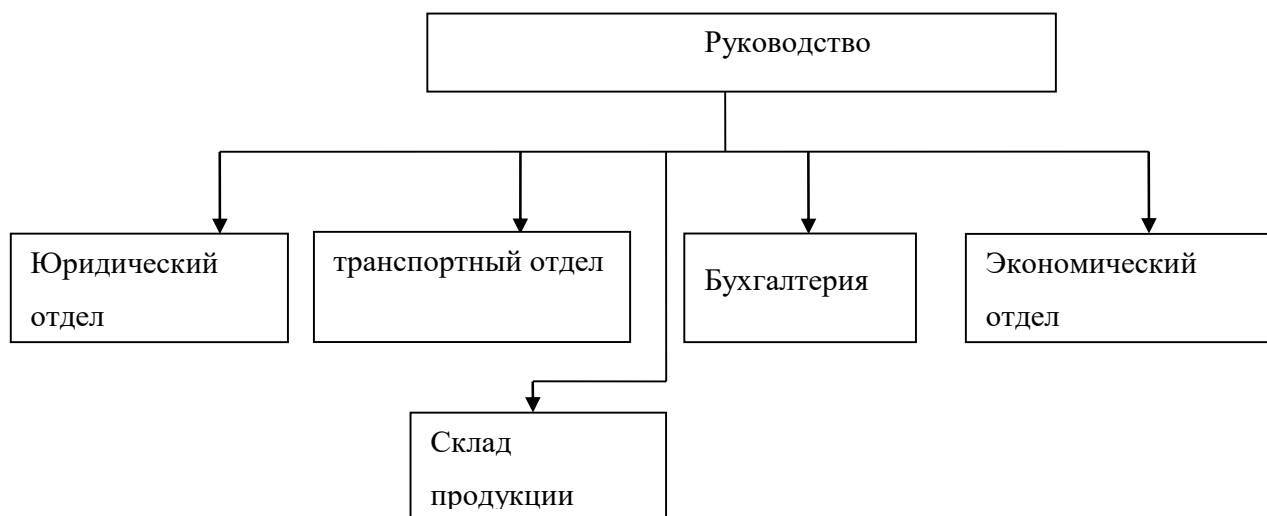 Руководство
Юридический
отдел
транспортный отдел
Бухгалтерия
Экономический
отдел
Склад
продукции